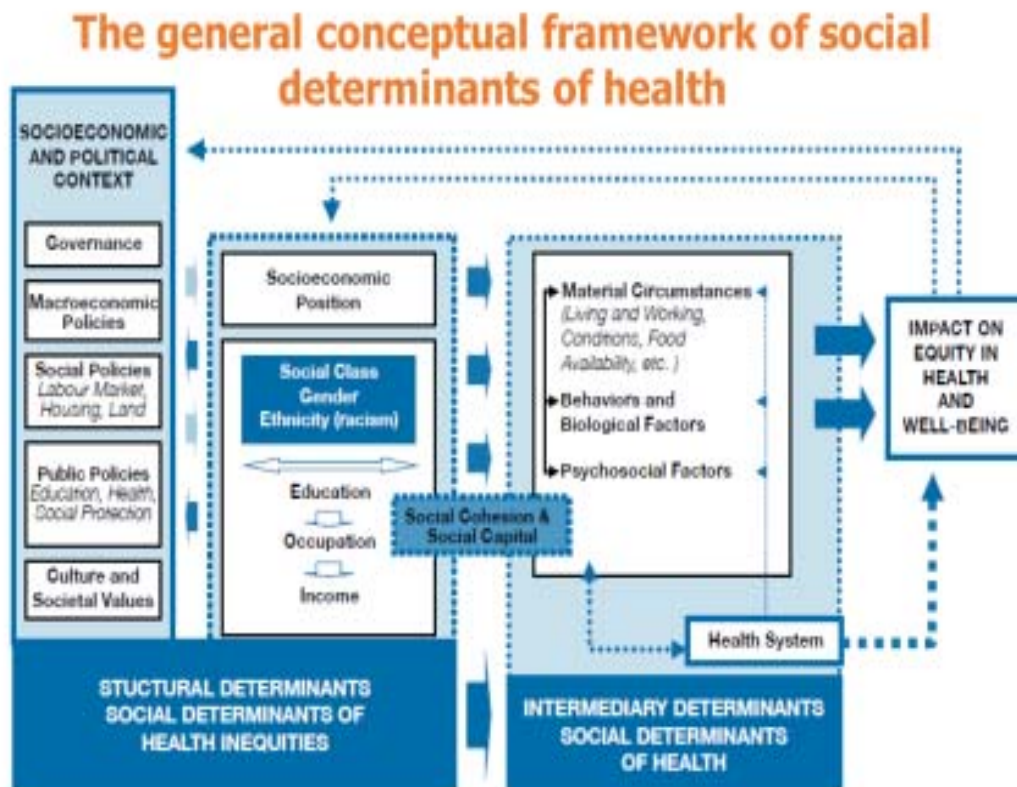 The general conceptual framework of social
determinants of health
SOCIOECONOMIC
AND POLITICAL
CONTEXT
Governance
Macroeconomic
Policies
Social Policies
Labour Market,
Housing, Land
Public Policies
Education, Health,
Social Protection
Culture and
Societal Values
Socioeconomic
Position
Social Class
Gender
Ethnicity (racism)
Education
Occupation
Income
Social Cohesion &
Social Capital
STUCTURAL DETERMINANTS
SOCIAL DETERMINANTS OF
HEALTH INEQUITIES
Material Circumstances
(Living and Working,
Conditions, Food
Availability, etc. )
Behaviors and
Biological Factors
Psychosocial Factors
Health System
INTERMEDIARY DETERMINANTS
SOCIAL DETERMINANTS
OF HEALTH
IMPACT ON
EQUITY IN
HEALTH
AND
WELL-BEING